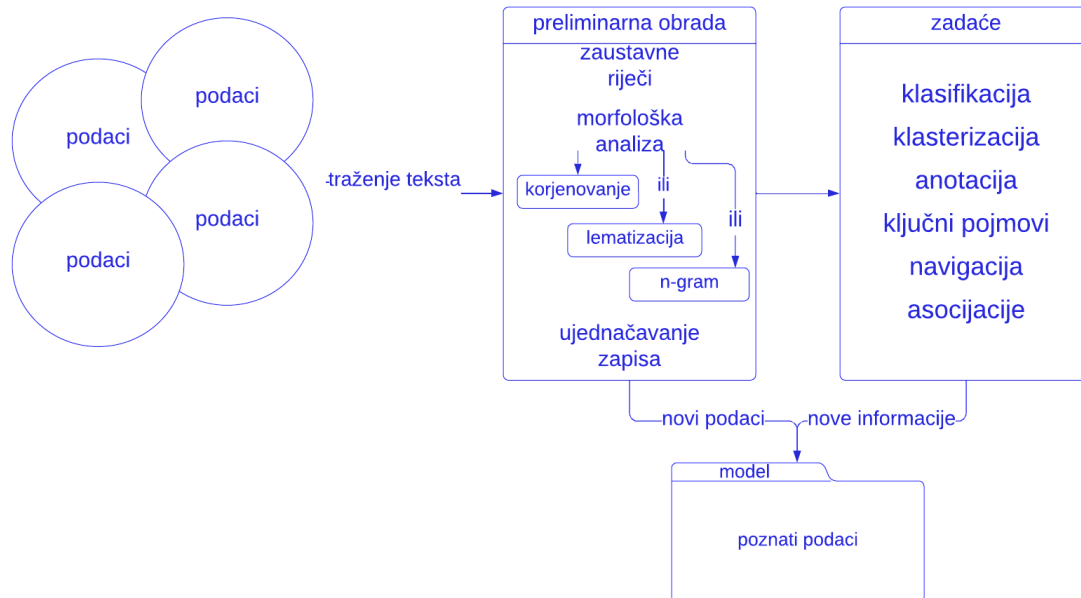 podaci
podaci
podaci
podaci
traženje teksta
preliminarna obrada
zaustavne
riječi
morfološka
analiza
korjenovanje
ili
lematizacija
ili
n-gram
ujednačavanje
zapisa
zadaće
klasifikacija
klasterizacija
anotacija
ključni pojmovi
navigacija
asocijacije
novi podaci
nove informacije
model
poznati podaci